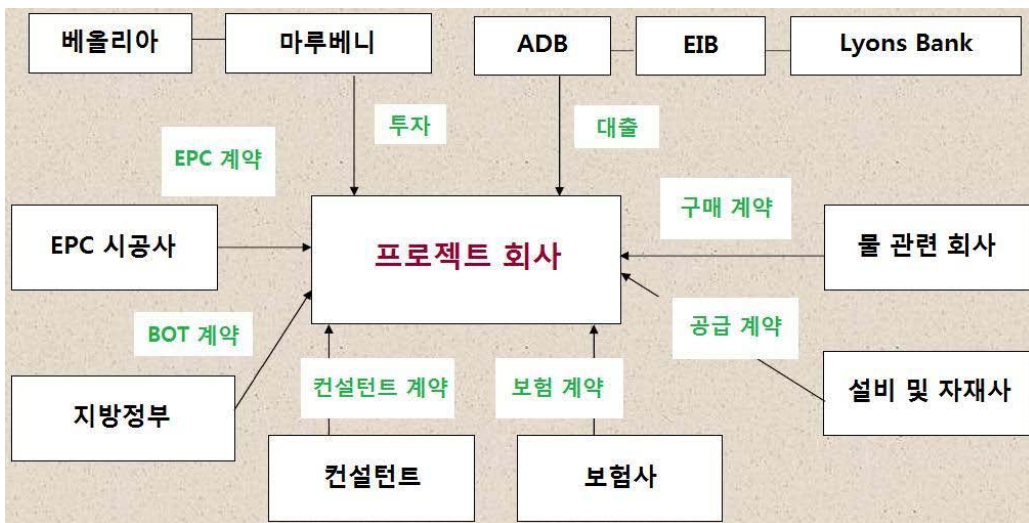 베올리아
마루베니
ADB
EIB
Lyons Bank
투자
대출
EPC 계약
구매 계약
EPC 시공사
프로젝트 회사
물 관련 회사
BOT 계약
공급 계약
컨설턴트 계약
보험 계약
지방정부
설비 및 자재사
컨설턴트
보험사